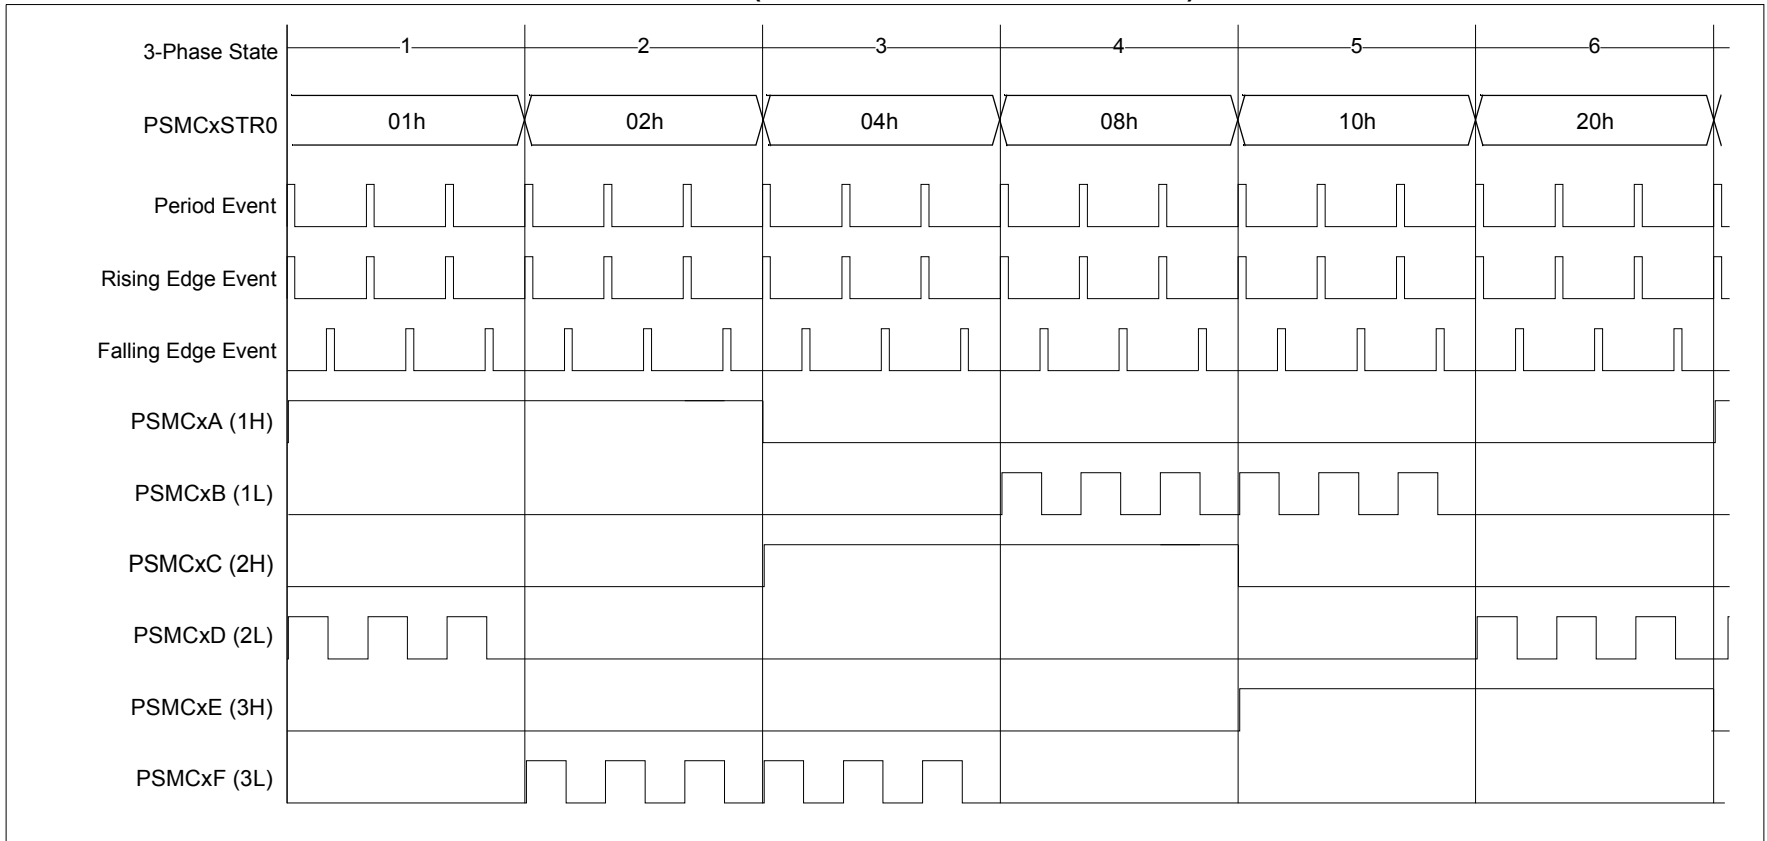 3-Phase State 1 2 3 4 5 6
PSMCxSTR0 01h 02h 04h 08h 10h 20h
Period Event
Rising Edge Event
Falling Edge Event
PSMCxA (1H)
PSMCxB (1L)
PSMCxC (2H)
PSMCxD (2L)
PSMCxE (3H)
PSMCxF (3L)